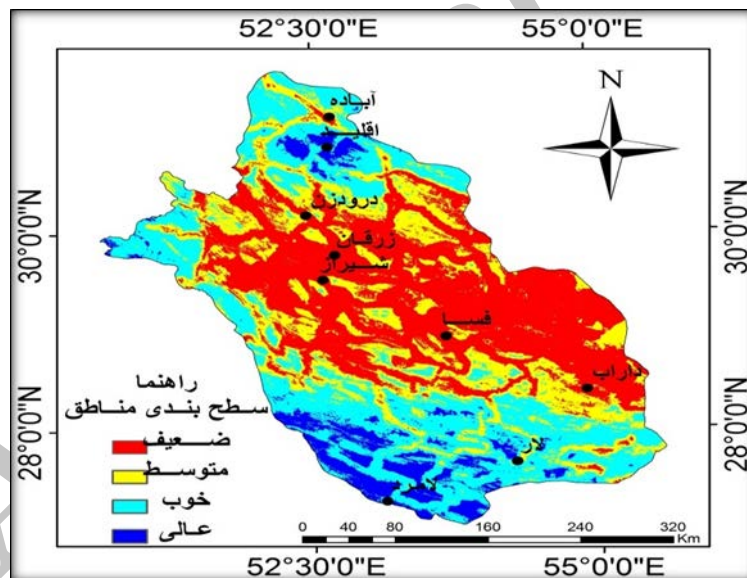 52°30'0"E 55°0'0"E
N
آباده
اقلید
درودزن
30°0'0"N 30°0'0"N
زرقان
شیراز
فسا
داراب
راهنما
سطح بندی مناطق
28°0'0"N 28°0'0"N
لار
ضعیف
متوسط
خوب
لامرد
عالی
0 20 40 80 160 240 320
Km
52°30'0"E 55°0'0"E